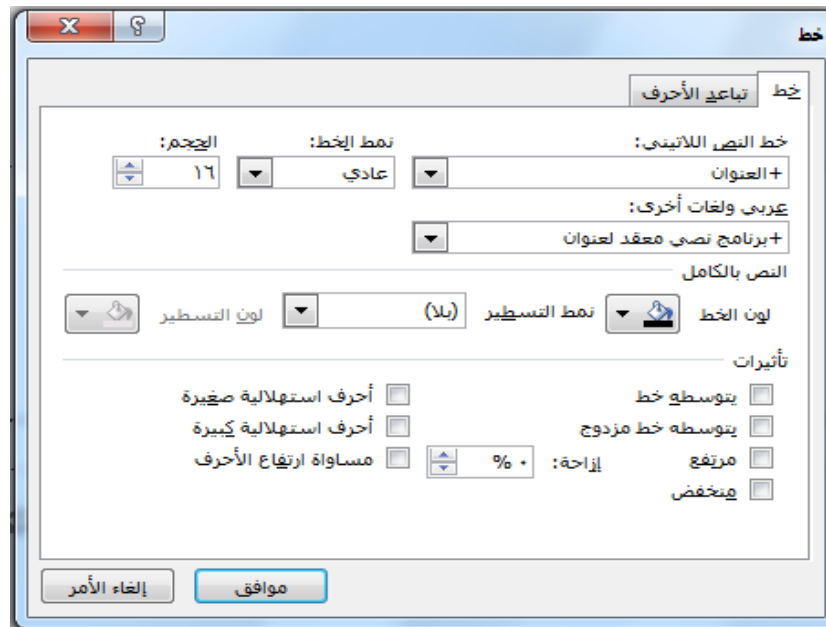 خط
خط تباعد الأحرف
خط النص اللاتيني: نمط الخط: الحجم:
+العنوان عادي ١٦
عربي ولغات أخرى:
+برنامج نصي معقد لعنوان
النص بالكامل
لون الخط نمط التسطير (بلا) لون التسطير
تأثيرات
يتوسطه خط أحرف استهلالية صغيرة
يتوسطه خط مزدوج أحرف استهلالية كبيرة
مرتفع إزاحة: ٠ % مساواة ارتفاع الأحرف
منخفض
موافق إلغاء الأمر